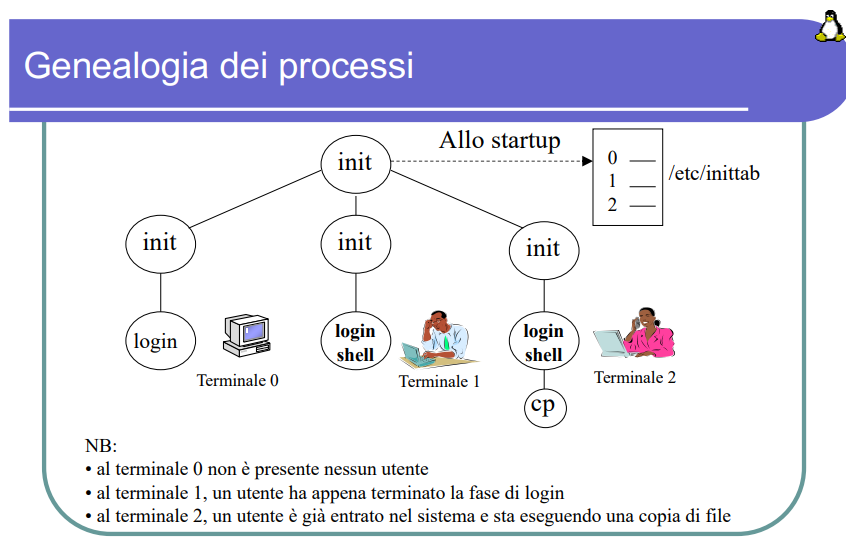 Genealogia dei processi
Allo startup
init
0
1
2
/etc/inittab
init
init
init
login
login
shell
login
shell
Terminale 0
Terminale 1
Terminale 2
cp
NB:
• al terminale 0 non è presente nessun utente
• al terminale 1, un utente ha appena terminato la fase di login
• al terminale 2, un utente è già entrato nel sistema e sta eseguendo una copia di file